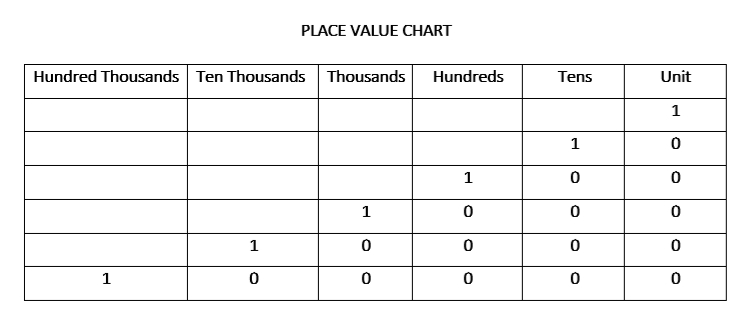 PLACE VALUE CHART
Hundred Thousands Ten Thousands Thousands Hundreds Tens Unit
1
1 0
1 0 0
1 0 0 0
1 0 0 0 0
1 0 0 0 0 0